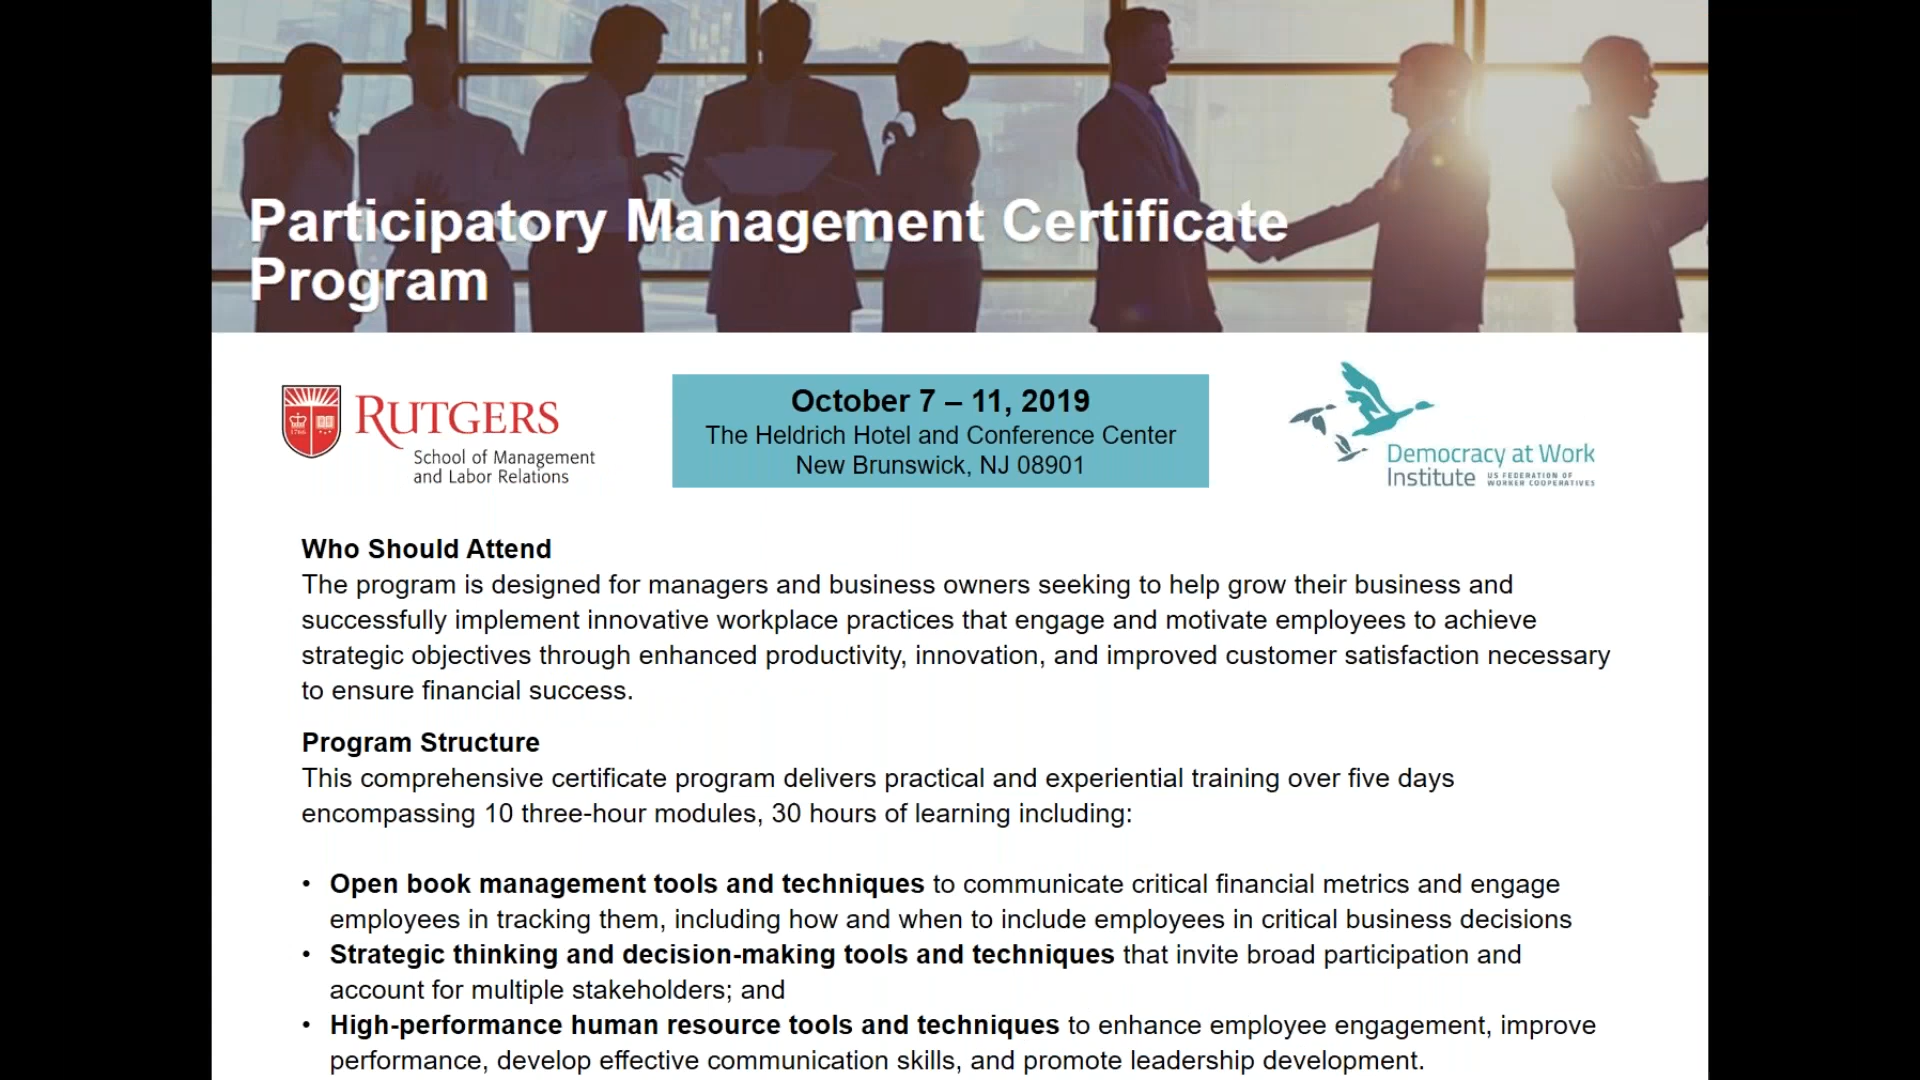 Participatory Management Certificate
Program
1766
RUTGERS
School of Management
and Labor Relations
October 7 – 11, 2019
The Heldrich Hotel and Conference Center
New Brunswick, NJ 08901
Democracy at Work
Institute
US FEDERATION OF
WORKER COOPERATIVES
Who Should Attend
The program is designed for managers and business owners seeking to help grow their business and
successfully implement innovative workplace practices that engage and motivate employees to achieve
strategic objectives through enhanced productivity, innovation, and improved customer satisfaction necessary
to ensure financial success.
Program Structure
This comprehensive certificate program delivers practical and experiential training over five days
encompassing 10 three-hour modules, 30 hours of learning including:
• Open book management tools and techniques to communicate critical financial metrics and engage
employees in tracking them, including how and when to include employees in critical business decisions
• Strategic thinking and decision-making tools and techniques that invite broad participation and
account for multiple stakeholders; and
• High-performance human resource tools and techniques to enhance employee engagement, improve
performance, develop effective communication skills, and promote leadership development.